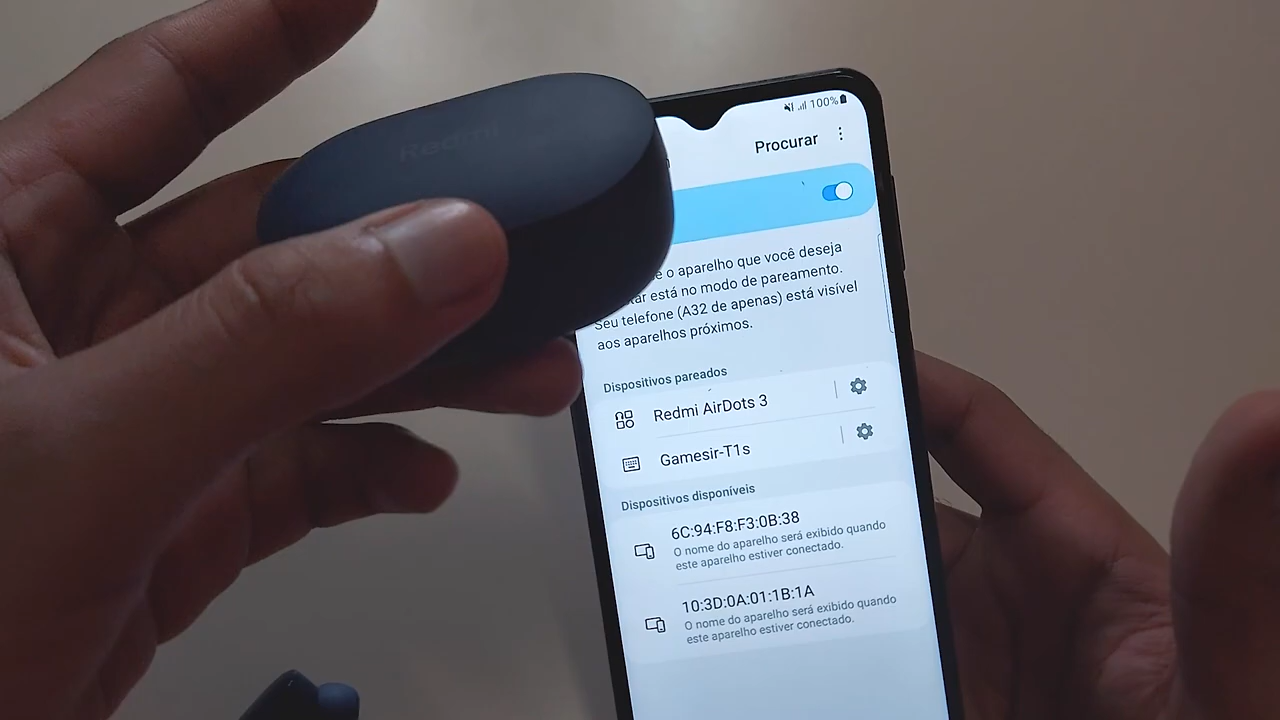 Redmi
100%
Procurar
e o aparelho que você deseja
tar está no modo de pareamento.
Seu telefone (A32 de apenas) está visível
aos aparelhos próximos.
Dispositivos pareados
Redmi AirDots 3
Gamesir-T1s
Dispositivos disponíveis
6C:94:F8:F3:0B:38
O nome do aparelho será exibido quando
este aparelho estiver conectado.
10:3D:0A:01:1B:1A
O nome do aparelho será exibido quando
este aparelho estiver conectado.